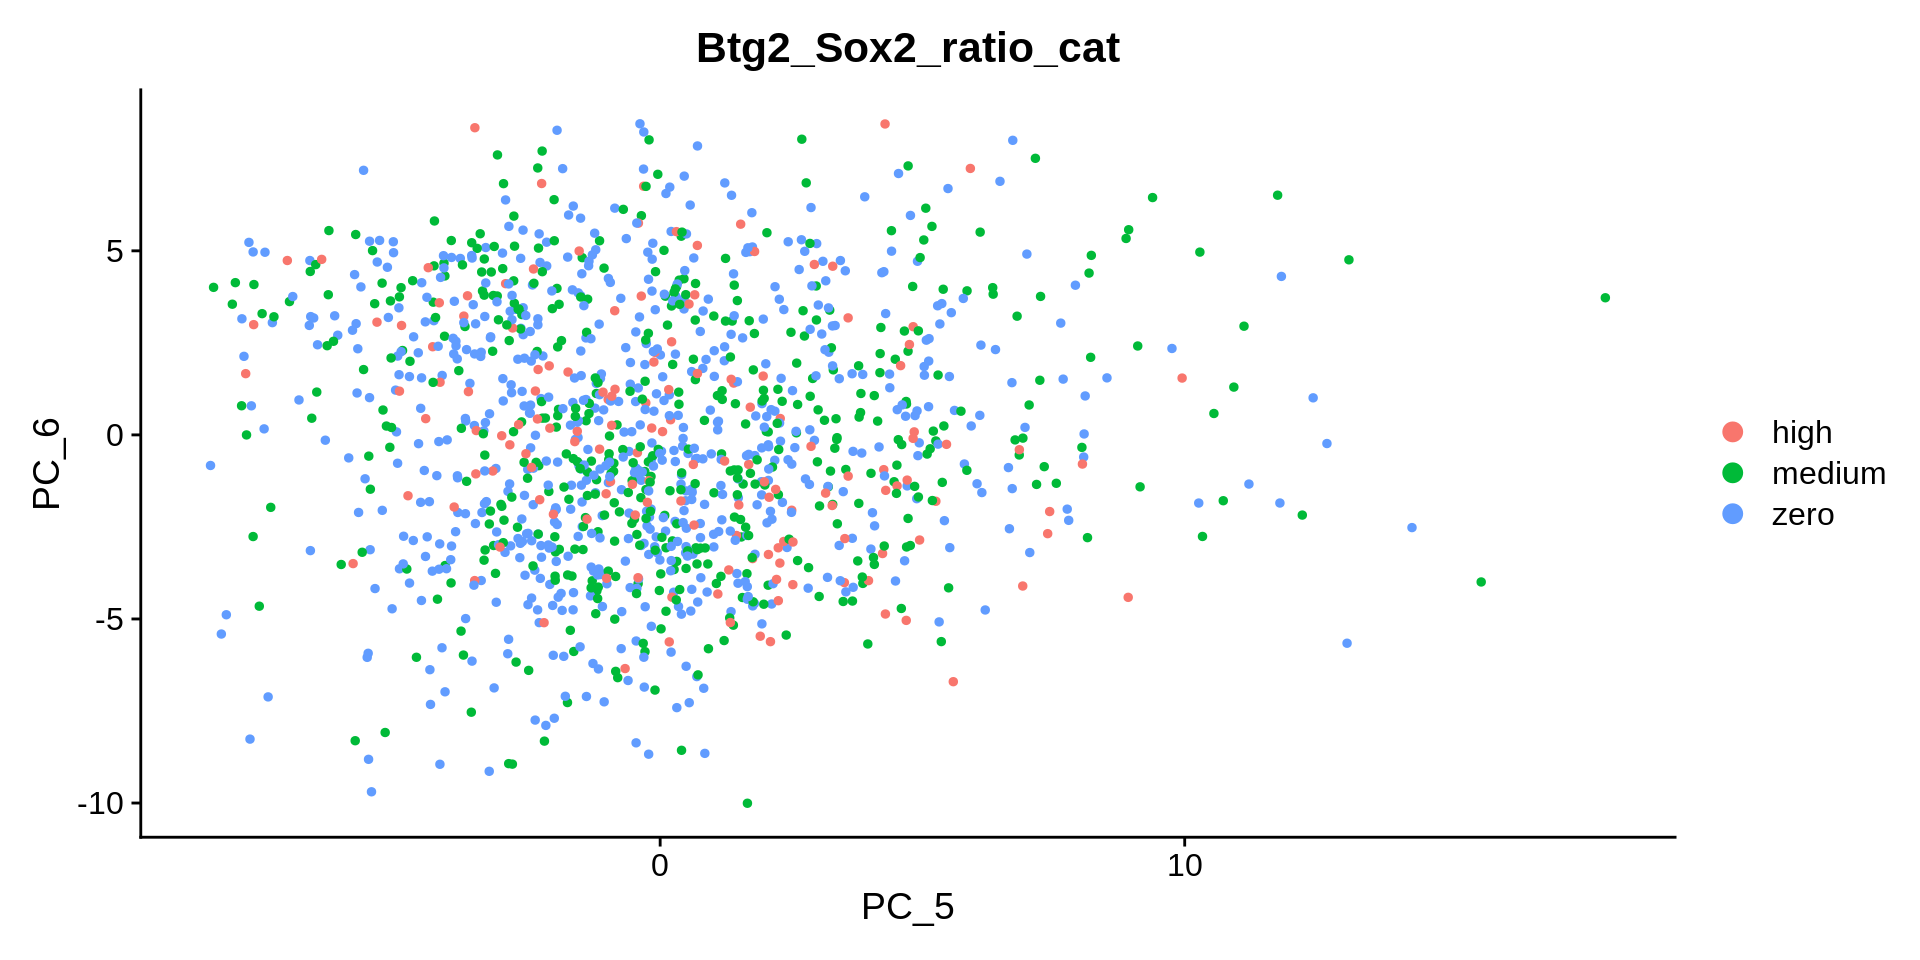 Btg2_Sox2_ratio_cat
PC_6
5
0
-5
-10
0 10
PC_5
high
medium
zero